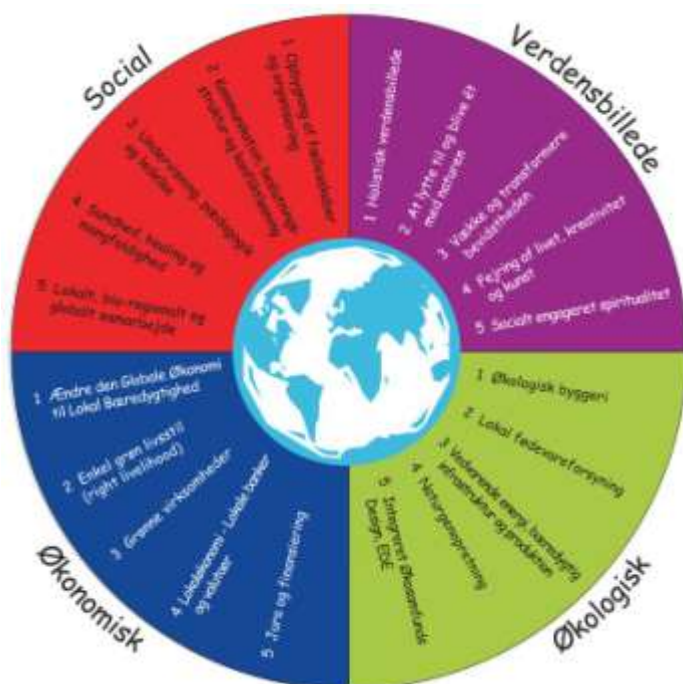 Social
1 Opbygning af fællesskaber
og organisering
2 Kommunikation, beslutnings-
struktur og konfliktløsning
3 Undervisning, pædagogik
og ledelse
4 Sundhed, healing og
mangfoldighed
5 Lokalt, bio-regionalt og
globalt samarbejde
Verdensbillede
1 Holistisk verdensbillede
2 At lytte til og blive ét
med naturen
3 Vække og transformere
bevidstheden
4 Fejring af livet, kreativitet
og kunst
5 Socialt engageret spiritualitet
Økonomisk
1 Ændre den Globale Økonomi
til Lokal Bæredygtighed
2 Enkel grøn livsstil
(right livelihood)
3 Grønne virksomheder
4 Lokaløkonomi - Lokale banker
og valutaer
5 Jura og finansiering
Økologisk
1 Økologisk byggeri
2 Lokal fødevareforsyning
3 Vedvarende energi, bæredygtig
infrastruktur og produktion
4 Naturgenopretning
5 Integreret Økosamfunds
Design, EDE